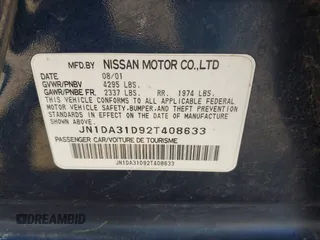 MFD.BY NISSAN MOTOR CO.,LTD
DATE 08/01
GVWR/PNBV 4295 LBS.
GAWR/PNBE FR. 2337 LBS. RR. 1974 LBS.
THIS VEHICLE CONFORMS TO ALL APPLICABLE FEDERAL
MOTOR VEHICLE SAFETY,BUMPER,AND THEFT PREVENTION
STANDARDS IN EFFECT ON THE DATE OF
MANUFACTURE SHOWN ABOVE.
JN1DA31D92T408633
PASSENGER CAR/VOITURE DE TOURISME
JN1DA31D92T408633
DREAMBID